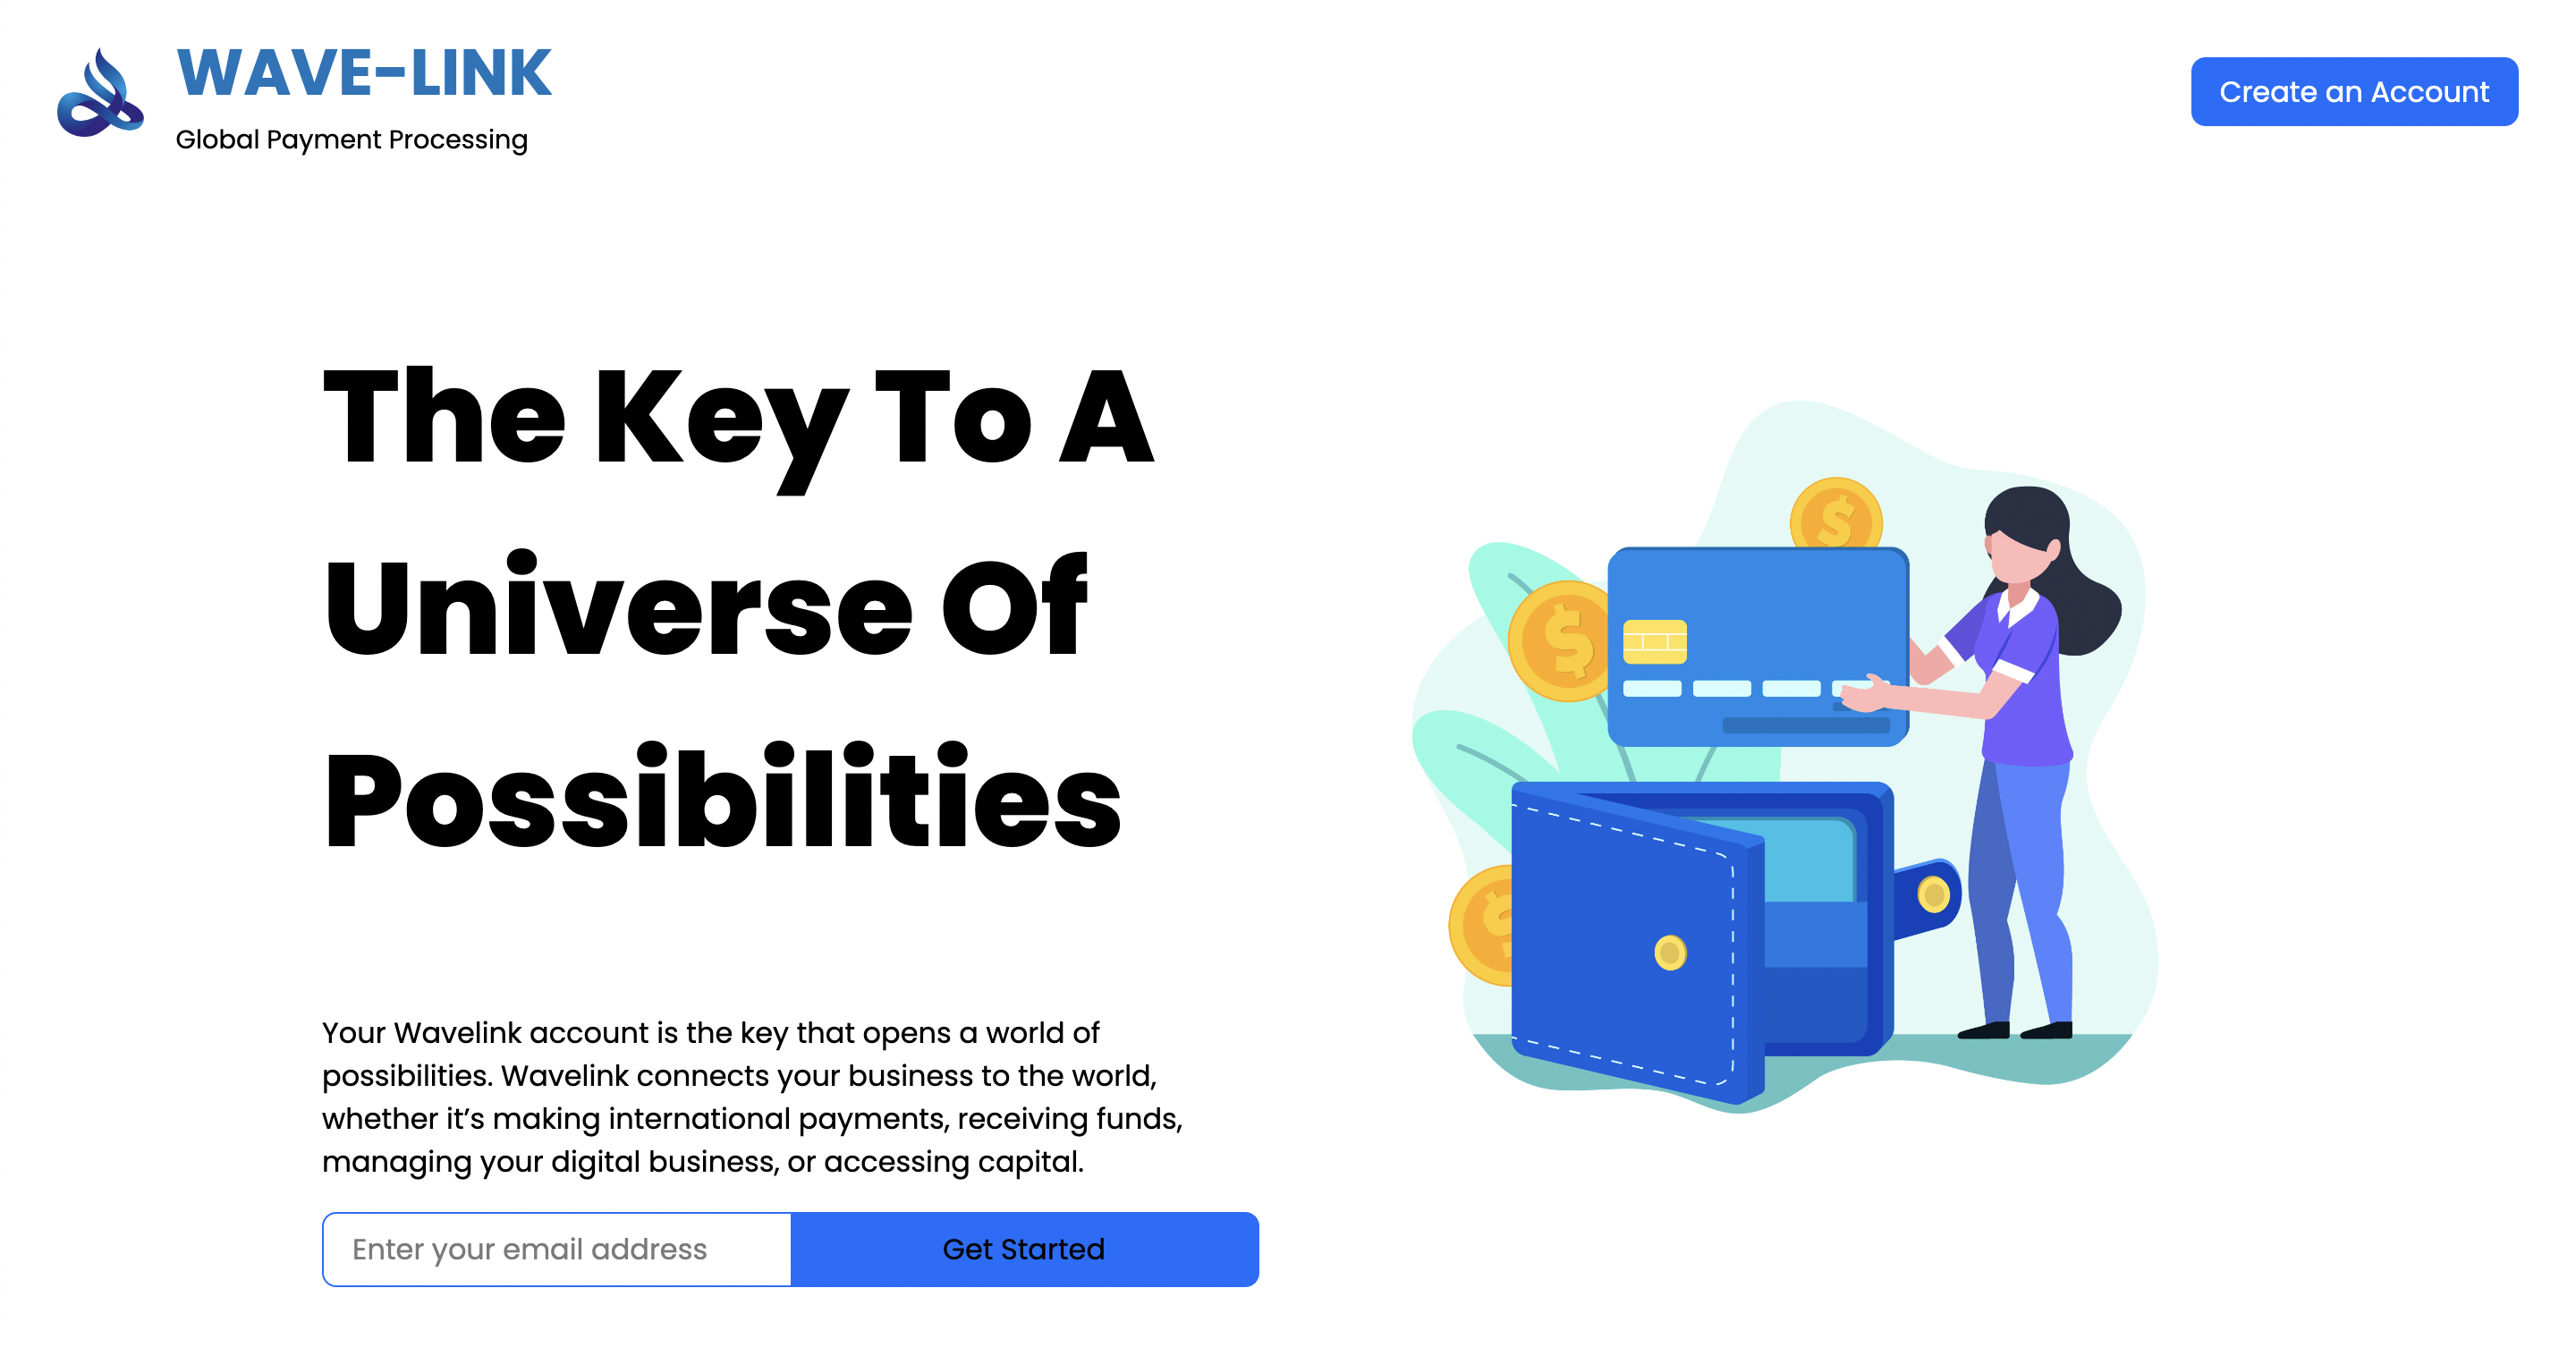 WAVE-LINK
Global Payment Processing
Create an Account
The Key To A
Universe Of
Possibilities
Your Wavelink account is the key that opens a world of
possibilities. Wavelink connects your business to the world,
whether it’s making international payments, receiving funds,
managing your digital business, or accessing capital.
Enter your email address
Get Started
$
$
$